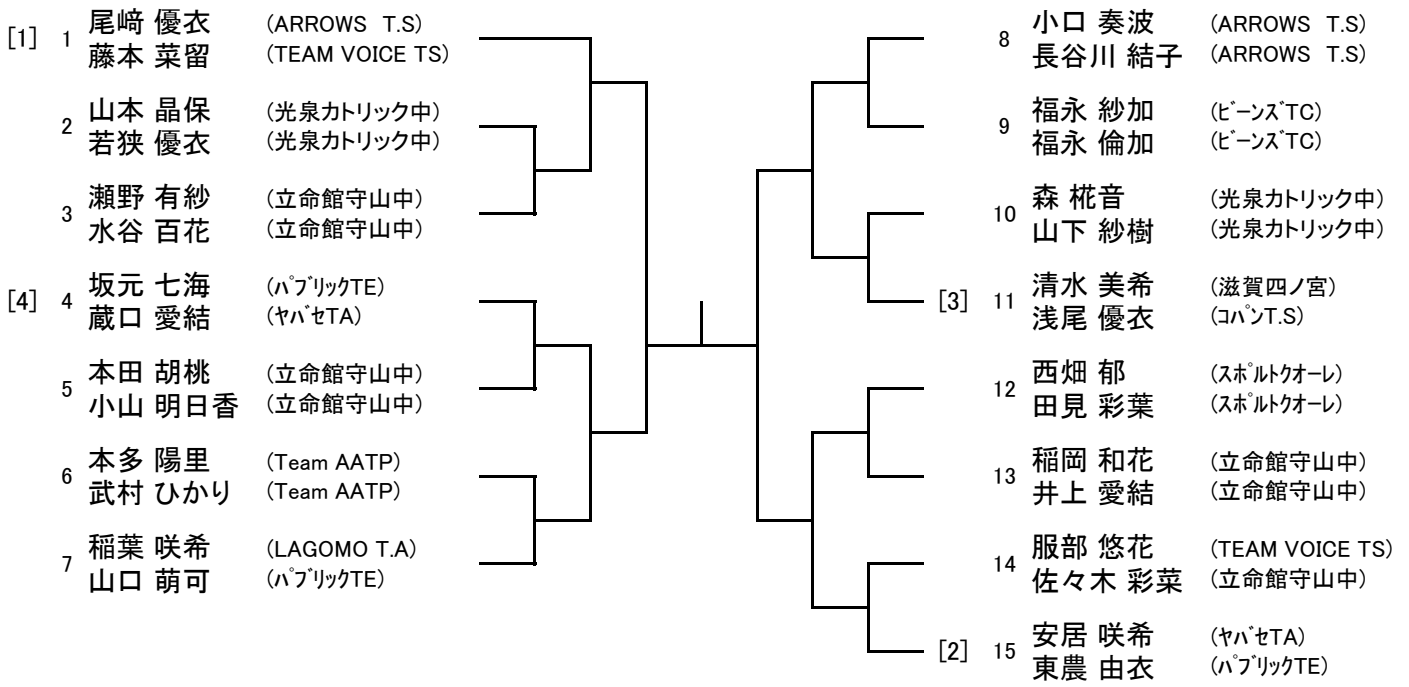 [1] 1 尾﨑 優衣 (ARROWS T.S)
藤本 菜留 (TEAM VOICE TS)
2 山本 晶保 (光泉カトリック中)
若狭 優衣 (光泉カトリック中)
3 瀬野 有紗 (立命館守山中)
水谷 百花 (立命館守山中)
[4] 4 坂元 七海 (ﾊﾟﾌﾞﾘｯｸTE)
蔵口 愛結 (ﾔﾊﾞｾTA)
5 本田 胡桃 (立命館守山中)
小山 明日香 (立命館守山中)
6 本多 陽里 (Team AATP)
武村 ひかり (Team AATP)
7 稲葉 咲希 (LAGOMO T.A)
山口 萌可 (ﾊﾟﾌﾞﾘｯｸTE)
8 小口 奏波 (ARROWS T.S)
長谷川 結子 (ARROWS T.S)
9 福永 紗加 (ﾋﾞｰﾝｽﾞTC)
福永 倫加 (ﾋﾞｰﾝｽﾞTC)
10 森 椛音 (光泉カトリック中)
山下 紗樹 (光泉カトリック中)
[3] 11 清水 美希 (滋賀四ノ宮)
浅尾 優衣 (ｺﾊﾟﾝT.S)
12 西畑 郁 (ｽﾎﾟﾙﾄｸオーレ)
田見 彩葉 (ｽﾎﾟﾙﾄｸオーレ)
13 稲岡 和花 (立命館守山中)
井上 愛結 (立命館守山中)
14 服部 悠花 (TEAM VOICE TS)
佐々木 彩菜 (立命館守山中)
[2] 15 安居 咲希 (ﾔﾊﾞｾTA)
東農 由衣 (ﾊﾟﾌﾞﾘｯｸTE)